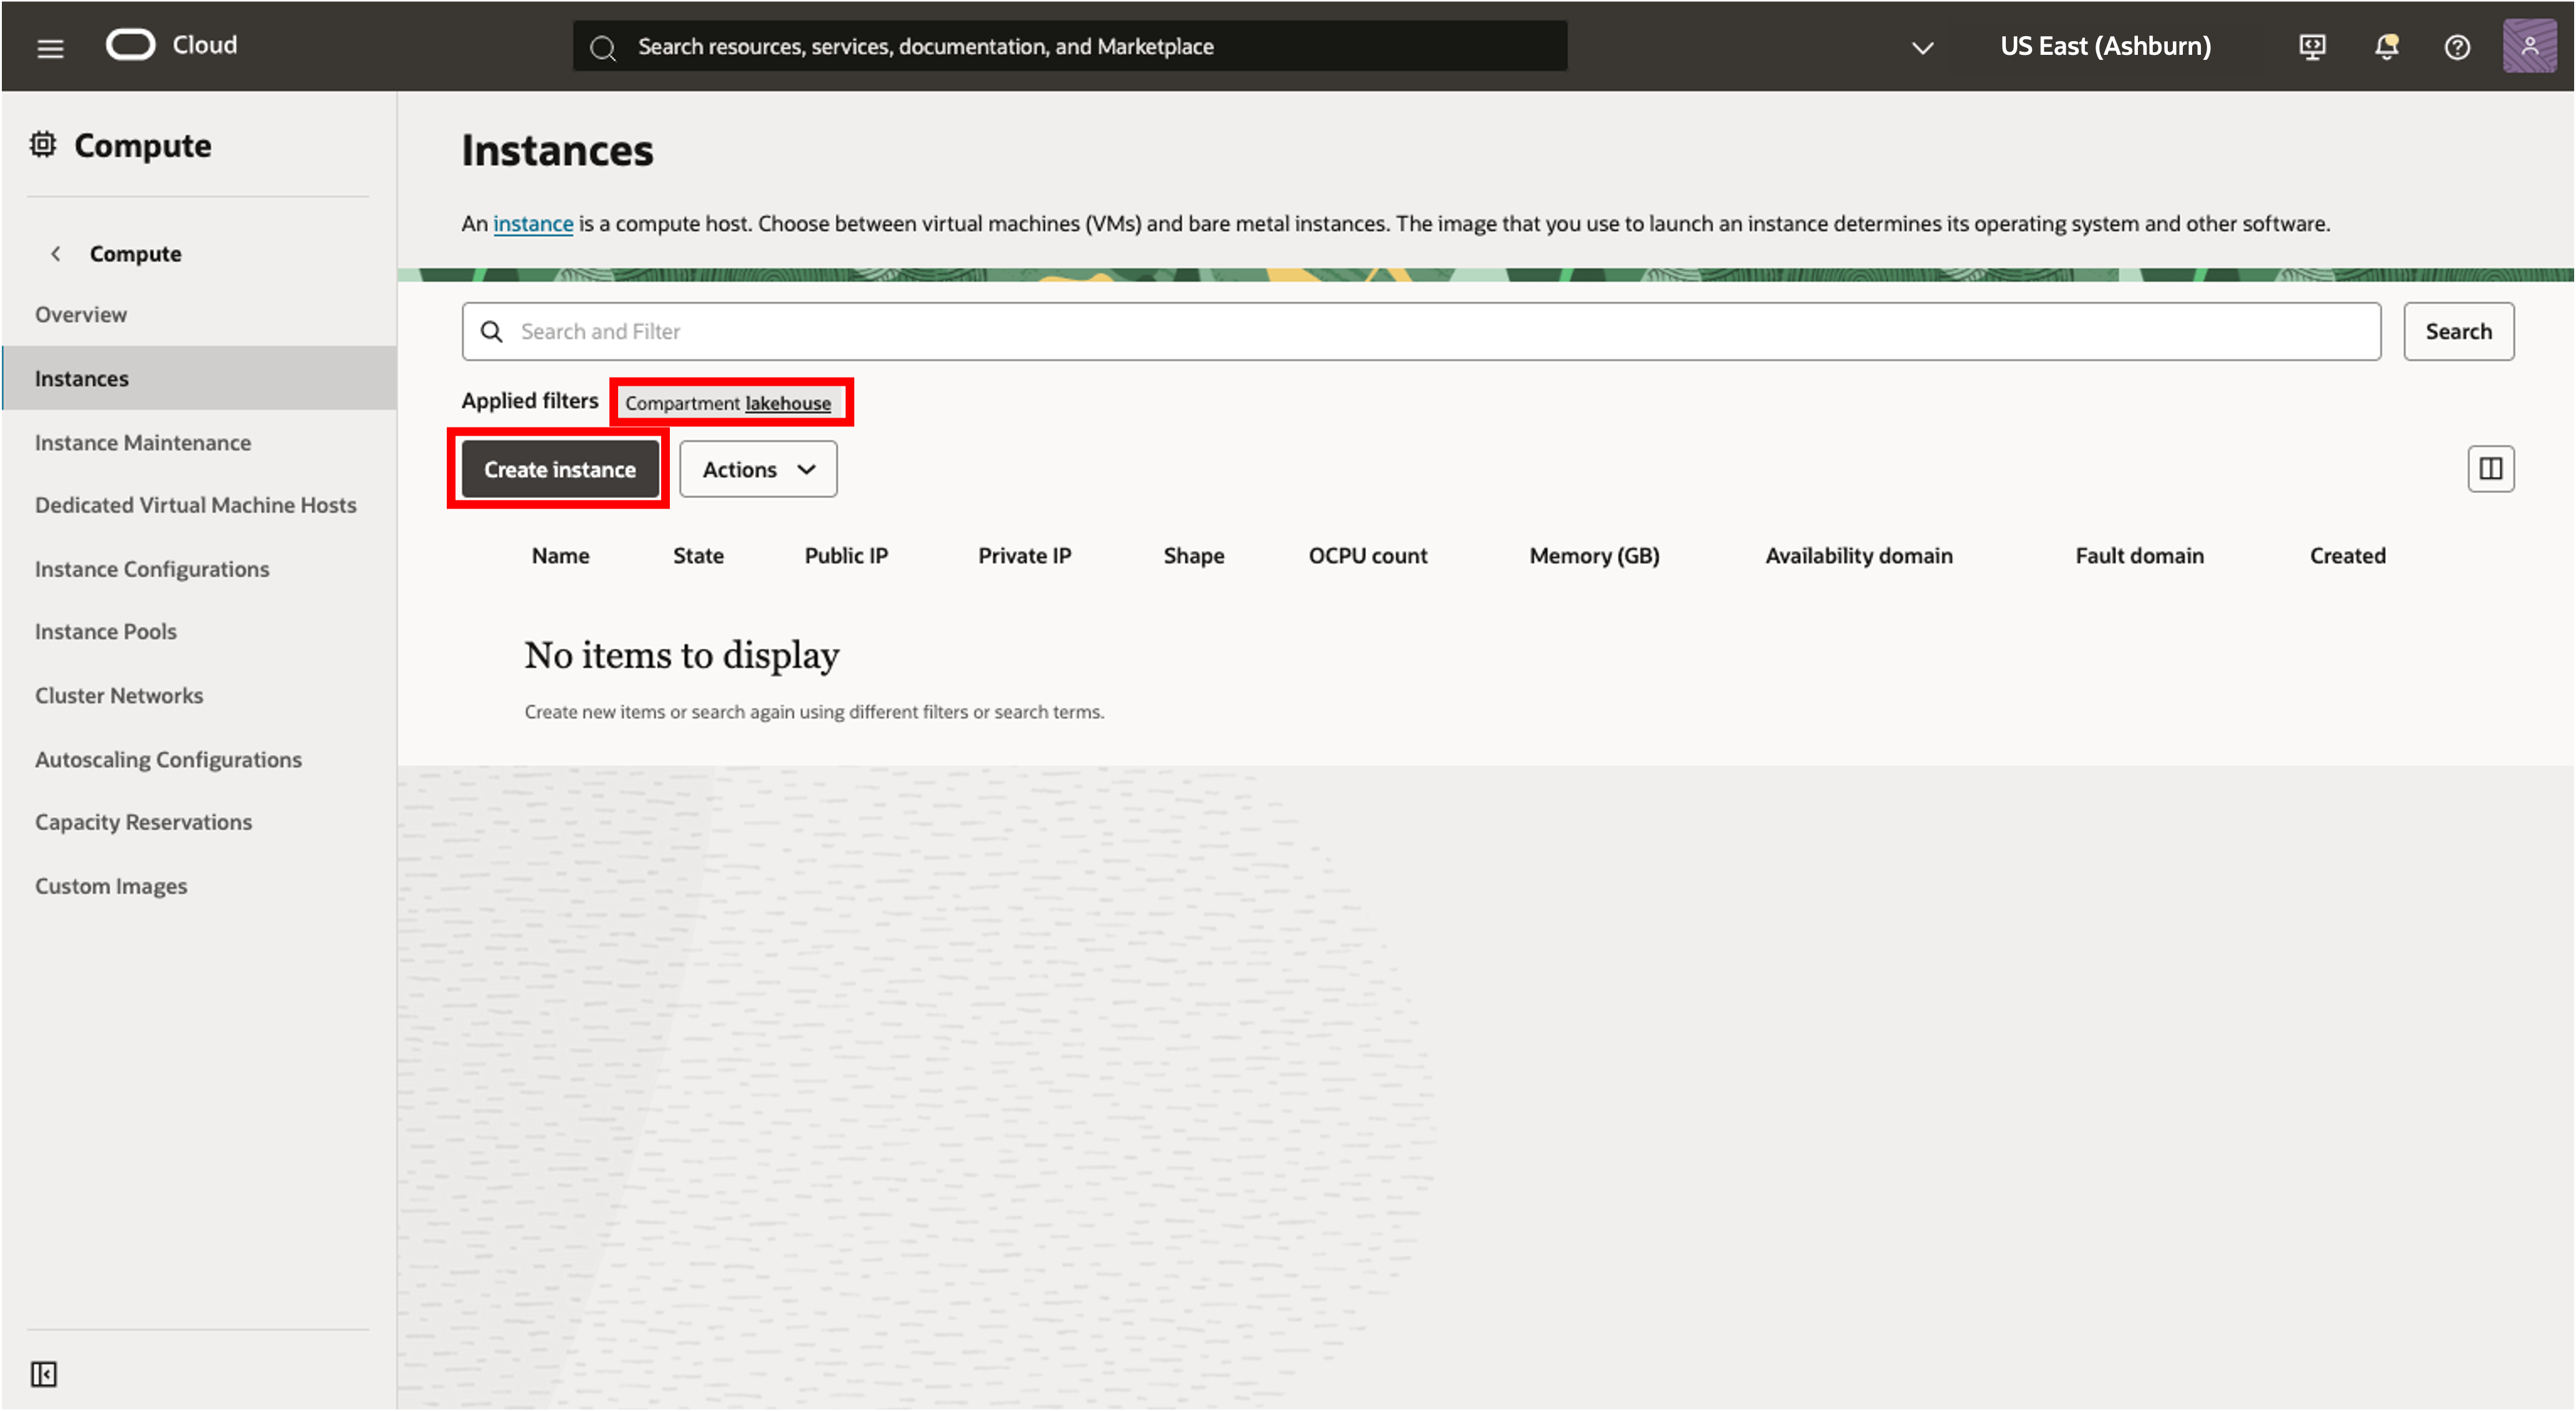 Cloud
Search resources, services, documentation, and Marketplace
US East (Ashburn)
Compute
Compute
Overview
Instances
Instance Maintenance
Dedicated Virtual Machine Hosts
Instance Configurations
Instance Pools
Cluster Networks
Autoscaling Configurations
Capacity Reservations
Custom Images
Instances
An instance is a compute host. Choose between virtual machines (VMs) and bare metal instances. The image that you use to launch an instance determines its operating system and other software.
Search and Filter
Search
Applied filters Compartment lakehouse
Create instance Actions
Name State Public IP Private IP Shape OCPU count Memory (GB) Availability domain Fault domain Created
No items to display
Create new items or search again using different filters or search terms.